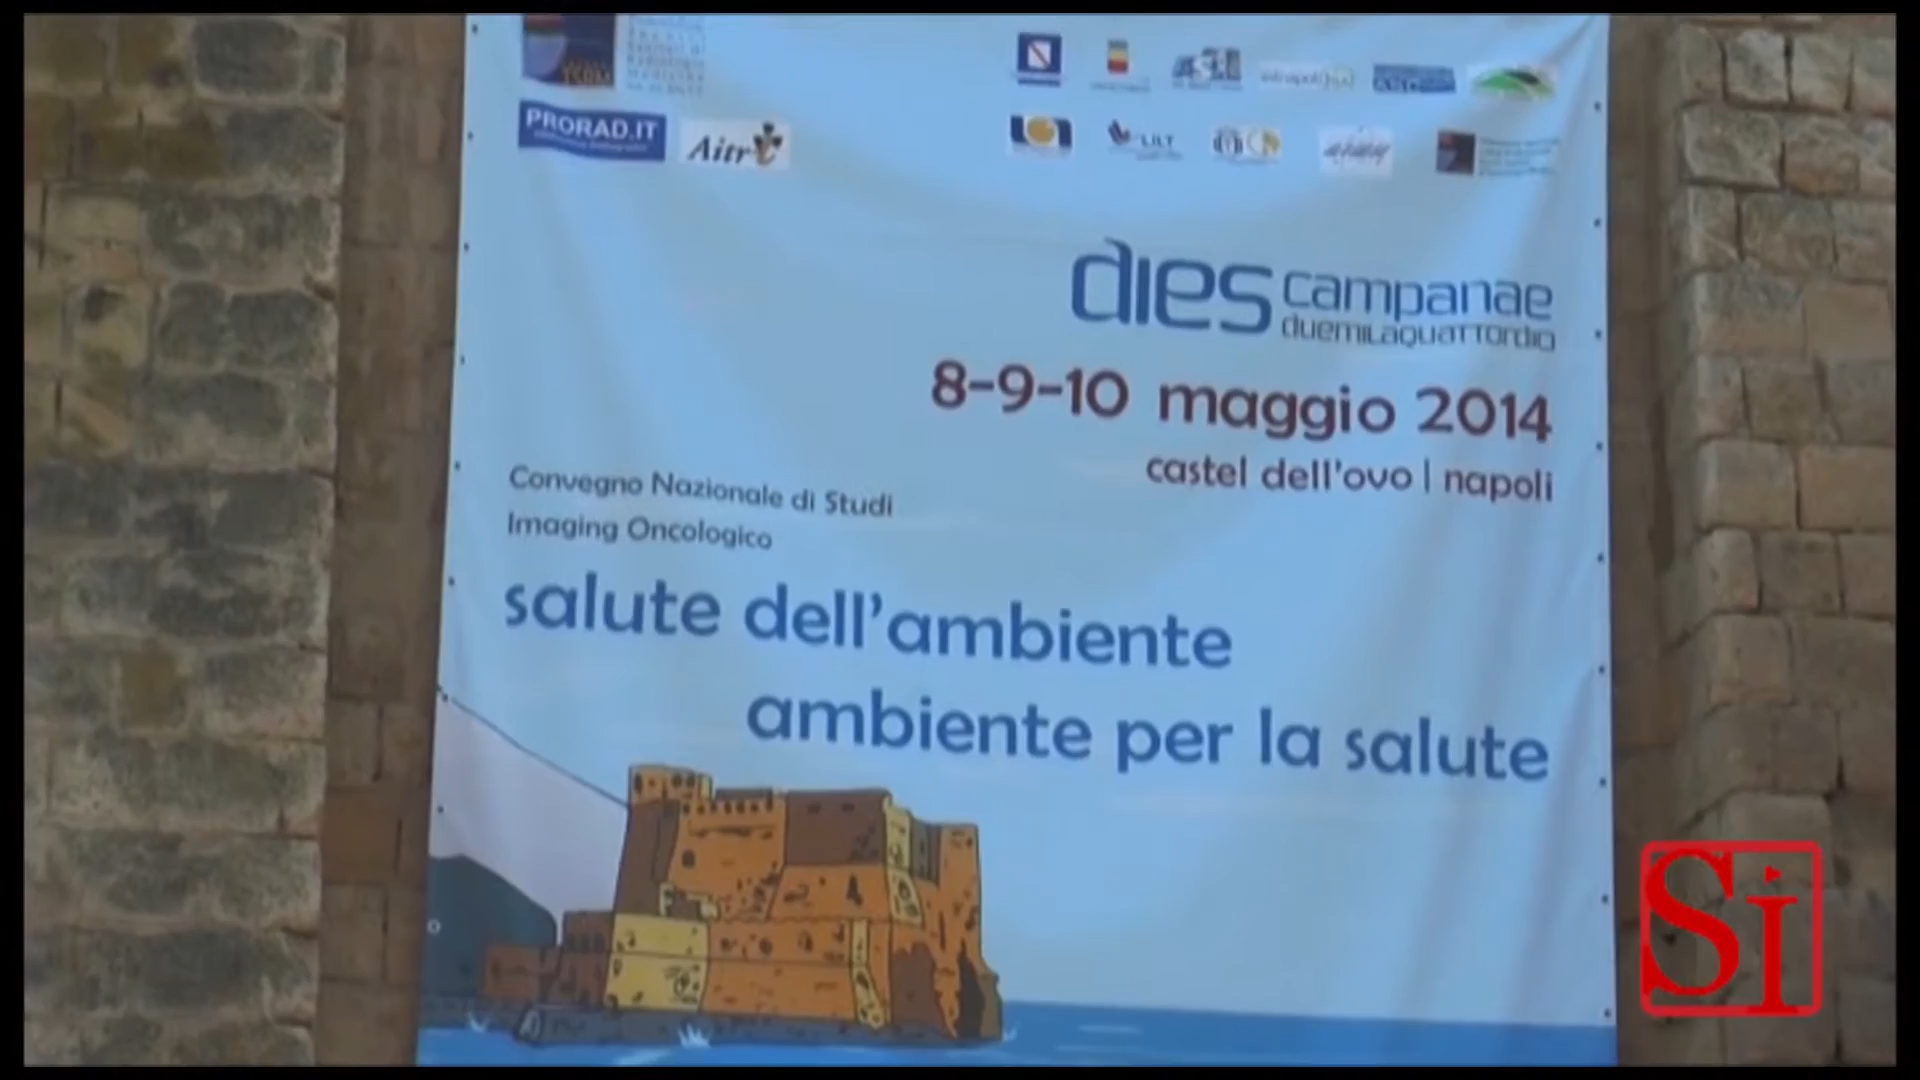 PRORAD.IT
Aitr
LILT
dies campanae
duemilaquattordici
8-9-10 maggio 2014
castel dell'ovo | napoli
Convegno Nazionale di Studi
Imaging Oncologico
salute dell'ambiente
ambiente per la salute
Si